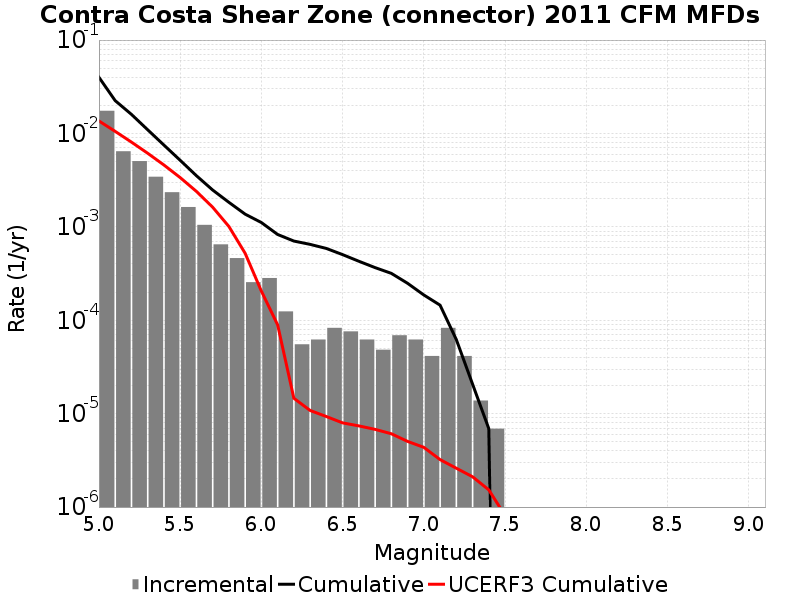 Contra Costa Shear Zone (connector) 2011 CFM MFDs
10-1
10-2
10-3
10-4
10-5
10-6
Rate (1/yr)
5.0 5.5 6.0 6.5 7.0 7.5 8.0 8.5 9.0
Magnitude
Incremental Cumulative UCERF3 Cumulative